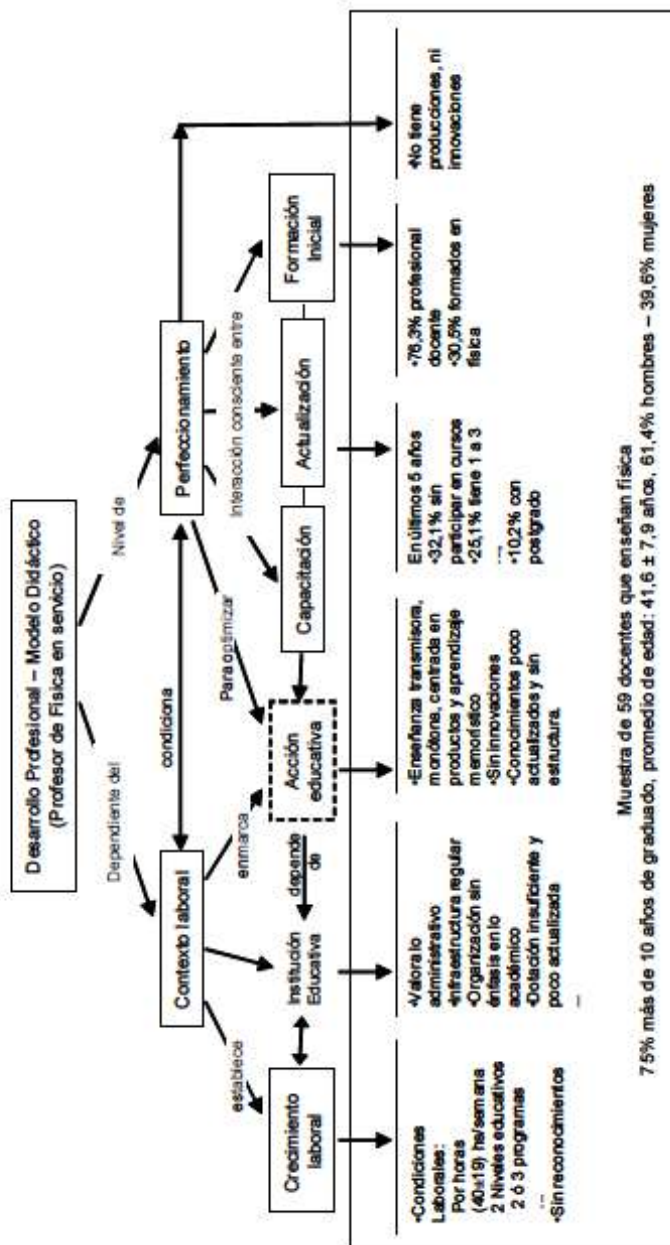 Desarrollo Profesional – Modelo Didáctico
(Profesor de Física en servicio)
Dependiente del
Nivel de
Contexto laboral
condiciona
Perfeccionamiento
establece
enmarca
Para optimizar
Interacción consciente entre
Crecimiento
laboral
Institución
Educativa
depende
de
Acción
educativa
Capacitación
Actualización
Formación
Inicial
•Condiciones
Laborales:
Por horas
(40±19) hs/semana
2 Niveles educativos
2 ó 3 programas
...
•Sin reconocimientos
•Valora lo
administrativo
•Infraestructura regular
•Organización sin
énfasis en lo
académico
•Dotación insuficiente y
poco actualizada
...
•Enseñanza transmisora,
monótona, centrada en
productos y aprendizaje
memorístico
•Sin innovaciones
•Conocimientos poco
actualizados y sin
estructura.
En últimos 5 años
•32,1% sin
participar en cursos
•25,1% tiene 1 a 3
...
•10,2% con
postgrado
•76,3% profesional
docente
•30,5% formados en
física
•No tiene
producciones, ni
innovaciones
Muestra de 59 docentes que enseñan física
75% más de 10 años de graduado, promedio de edad: 41,6 ± 7,9 años, 61,4% hombres – 39,6% mujeres